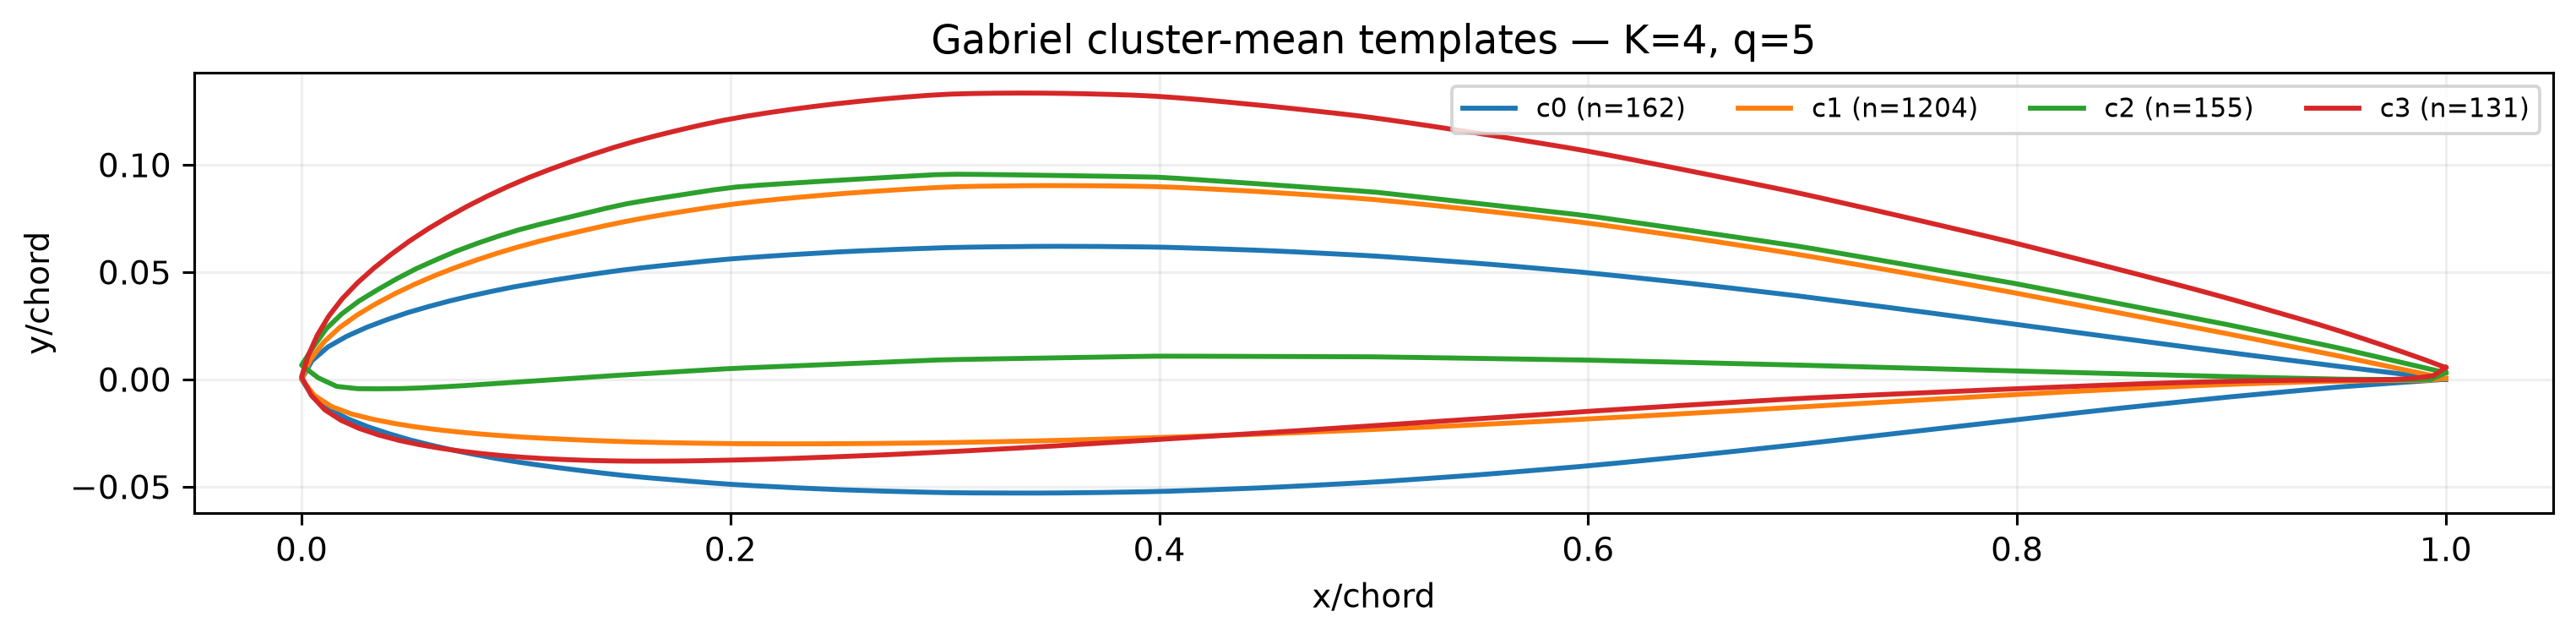 Gabriel cluster-mean templates — K=4, q=5
c0 (n=162) c1 (n=1204) c2 (n=155) c3 (n=131)
y/chord
0.10
0.05
0.00
−0.05
0.0 0.2 0.4 0.6 0.8 1.0
x/chord